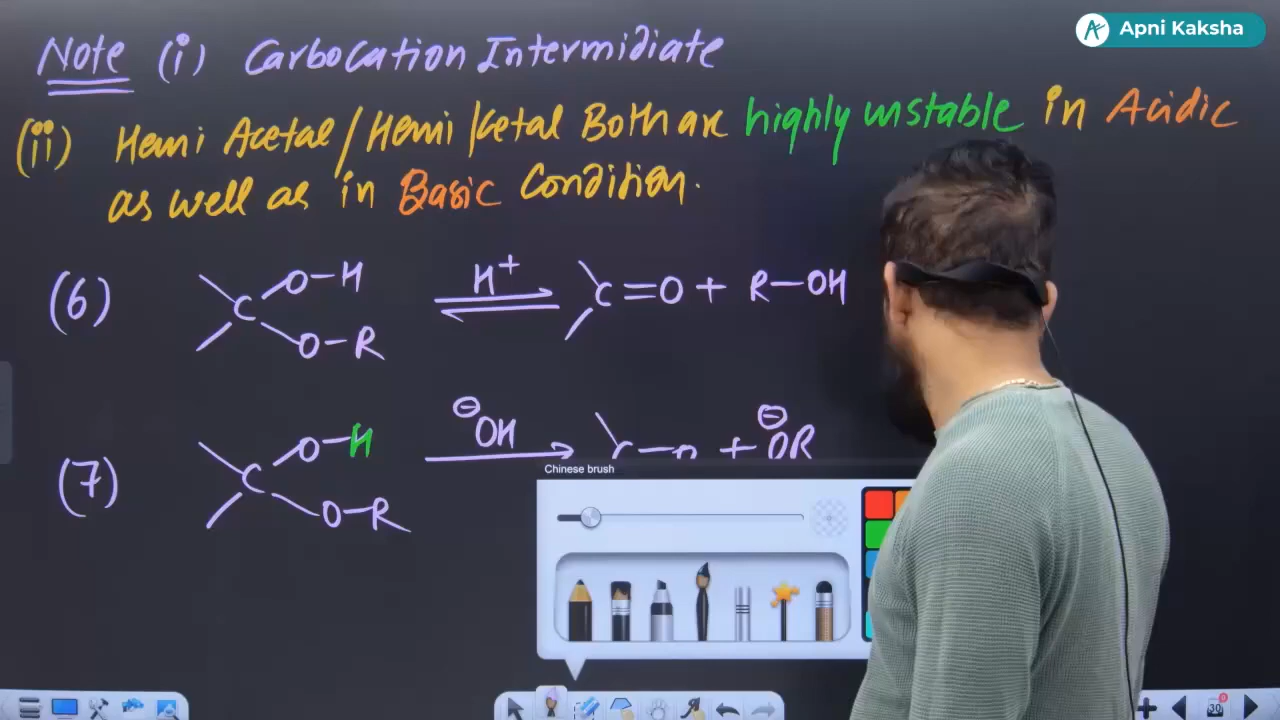 Apni Kaksha
Note (i) Carbocation Intermidiate
(ii) Hemi Acetal/Hemi Ketal Both are highly unstable in Acidic
as well as in Basic Condition.
(6) C O-H O-R H+ C=O + R-OH
(7) C O-H O-R ⊖OH + ⊖OR
Chinese brush
30